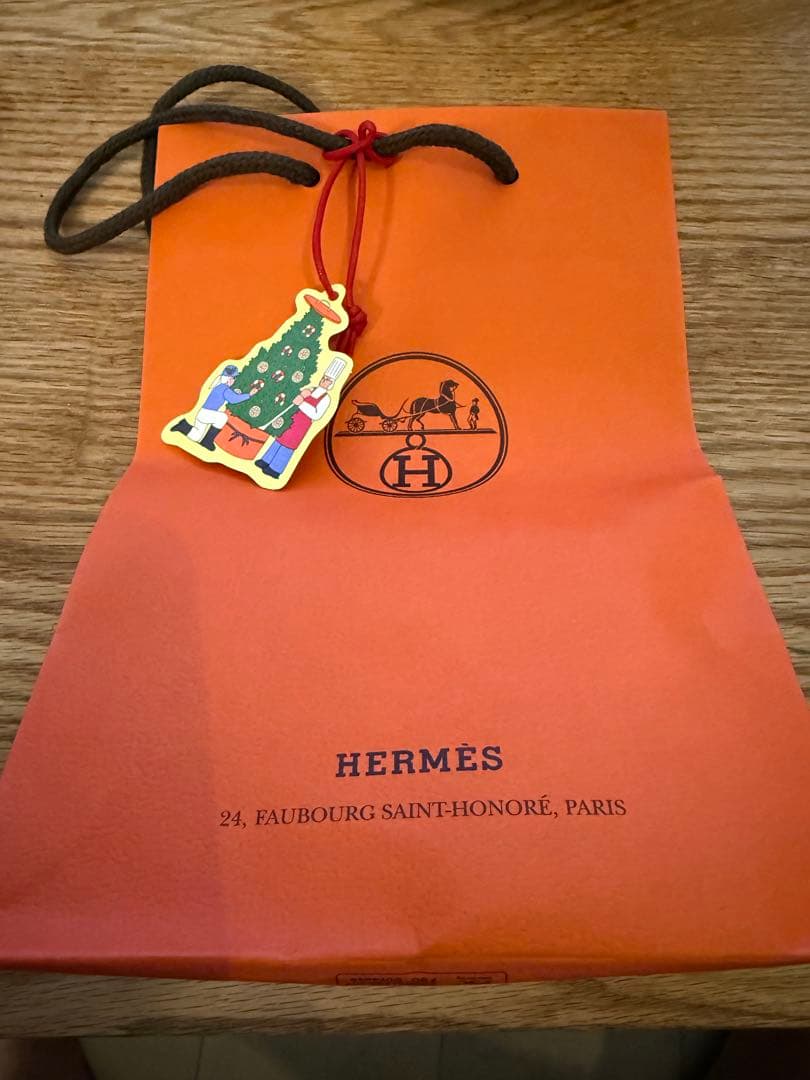 H
HERMÈS
24, FAUBOURG SAINT-HONORÉ, PARIS